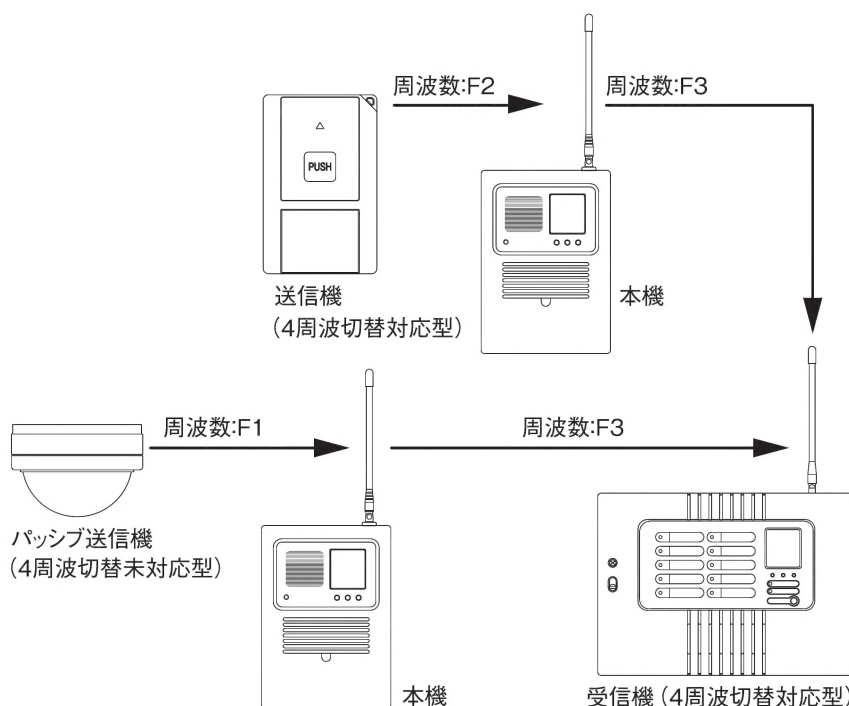 周波数:F2
周波数:F3
PUSH
送信機
(4周波切替対応型)
本機
周波数:F1
周波数:F3
パッシブ送信機
(4周波切替未対応型)
本機
受信機(4周波切替対応型)